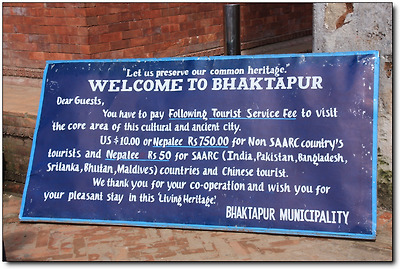 "Let us preserve our common heritage."
WELCOME TO BHAKTAPUR
Dear Guests,
You have to pay Following Tourist Service Fee to visit
the core area of this cultural and ancient city.
US $10.00 or Nepalee Rs 750.00 for Non SAARC country's
tourists and Nepalee Rs 50 for SAARC (India, Pakistan, Bangladesh,
Srilanka, Bhutan, Maldives) countries and Chinese tourist.
We thank you for your co-operation and wish you for
your pleasant stay in this 'Living Heritage.'
BHAKTAPUR MUNICIPALITY